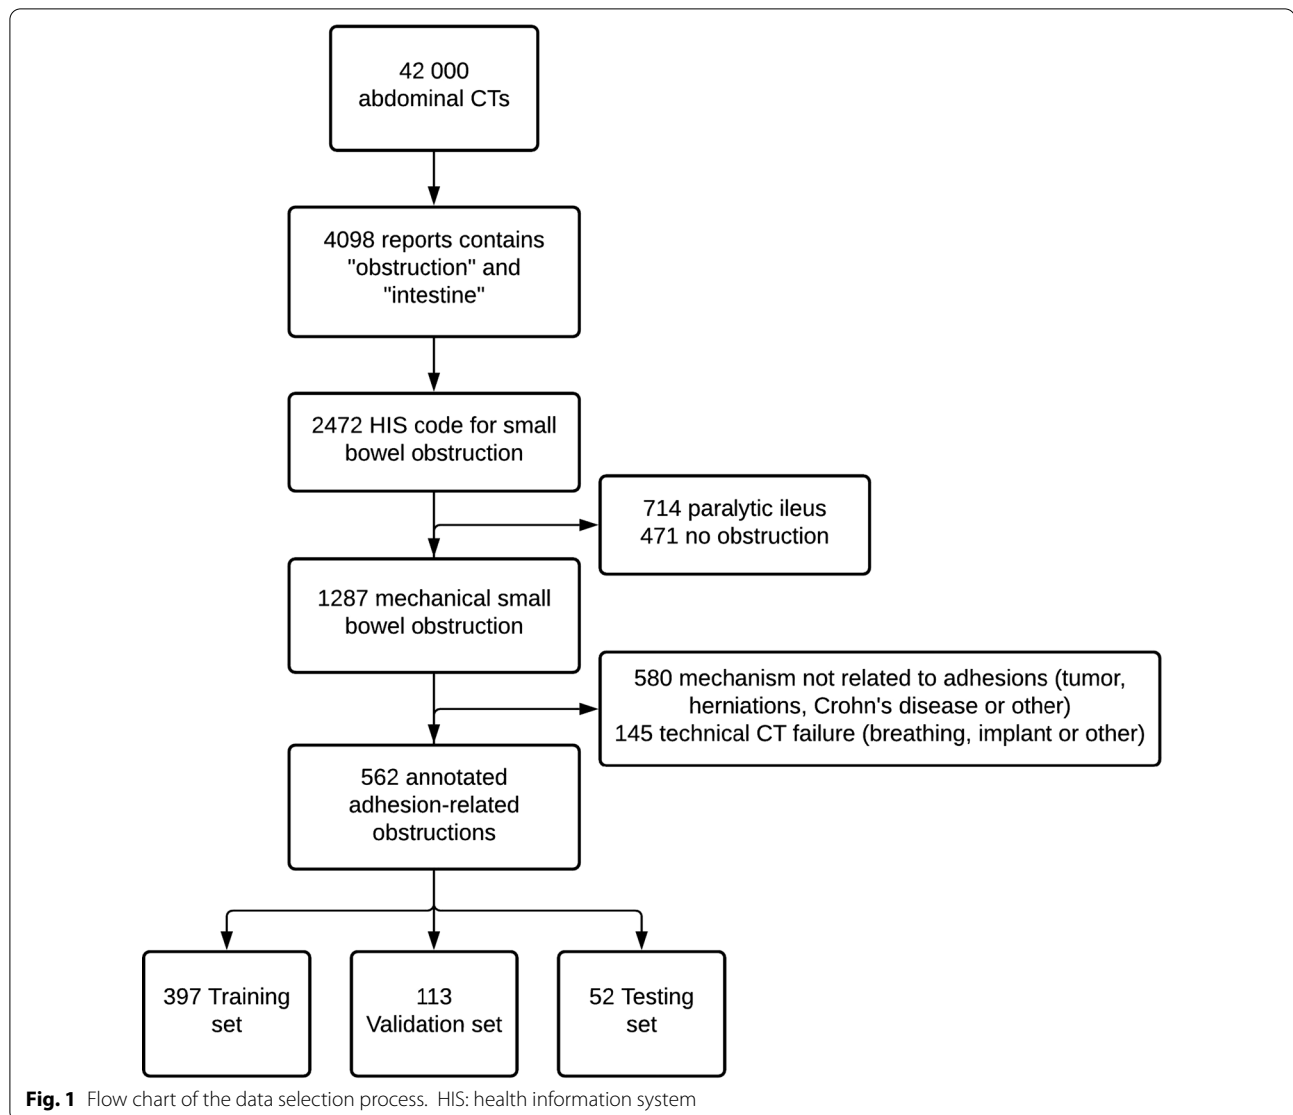 42 000
abdominal CTs
4098 reports contains
"obstruction" and
"intestine"
2472 HIS code for small
bowel obstruction
714 paralytic ileus
471 no obstruction
1287 mechanical small
bowel obstruction
580 mechanism not related to adhesions (tumor,
herniations, Crohn's disease or other)
145 technical CT failure (breathing, implant or other)
562 annotated
adhesion-related
obstructions
397 Training
set
113
Validation set
52 Testing
set
Fig. 1 Flow chart of the data selection process. HIS: health information system